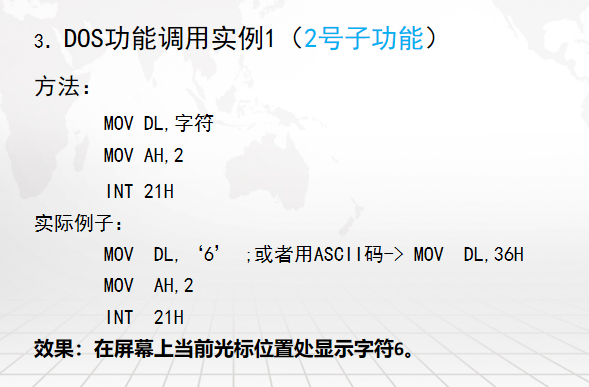 3. DOS功能调用实例1（2号子功能）
方法：
MOV DL,字符
MOV AH,2
INT 21H
实际例子：
MOV DL, ‘6’ ;或者用ASCII码-> MOV DL,36H
MOV AH,2
INT 21H
效果：在屏幕上当前光标位置处显示字符6。